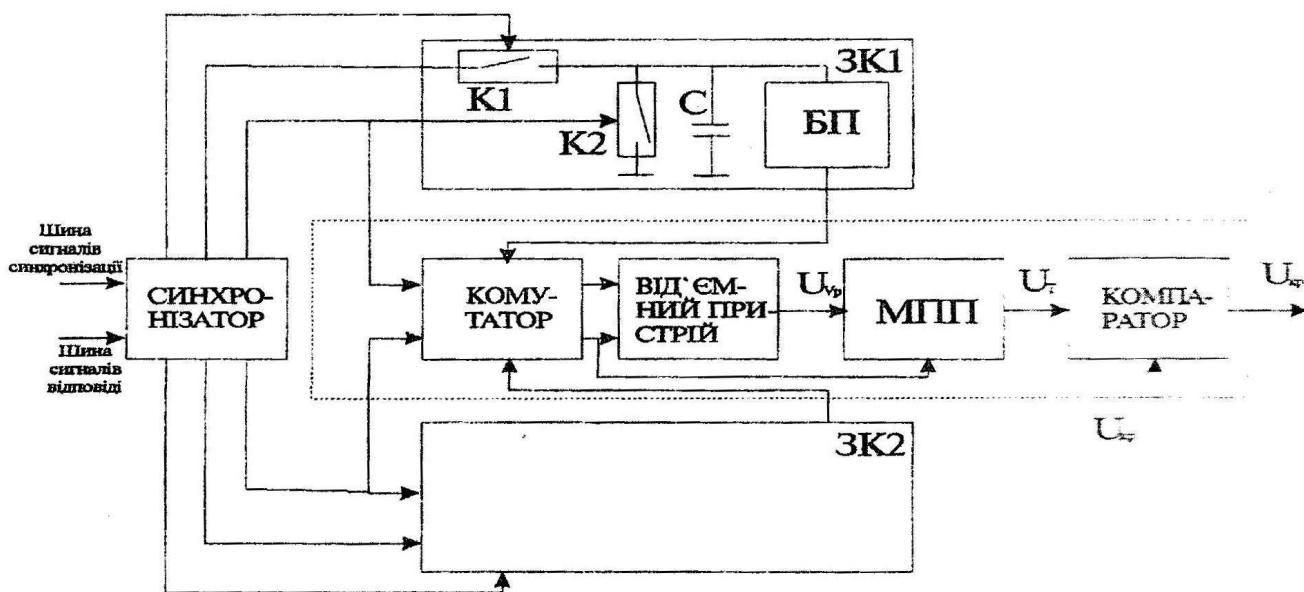 ЗК1
К1
С
БП
К2
Шина
сигналів
синхронізації
СИНХРО-
НІЗАТОР
Шина
сигналів
відповіді
КОМУ-
ТАТОР
ВІД`ЄМ-
НИЙ ПРИ
СТРІЙ
Uvp
МПП
КОМПА-
РАТОР
ЗК2